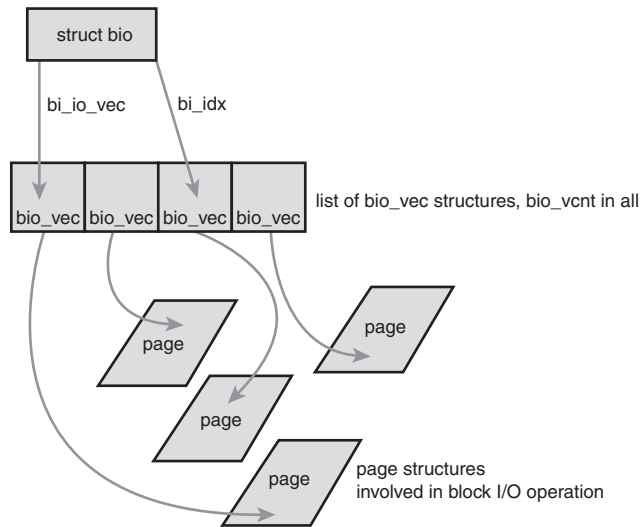 struct bio
bi_io_vec
bi_idx
bio_vec bio_vec bio_vec bio_vec
list of bio_vec structures, bio_vcnt in all
page
page
page
page
page structures
involved in block I/O operation